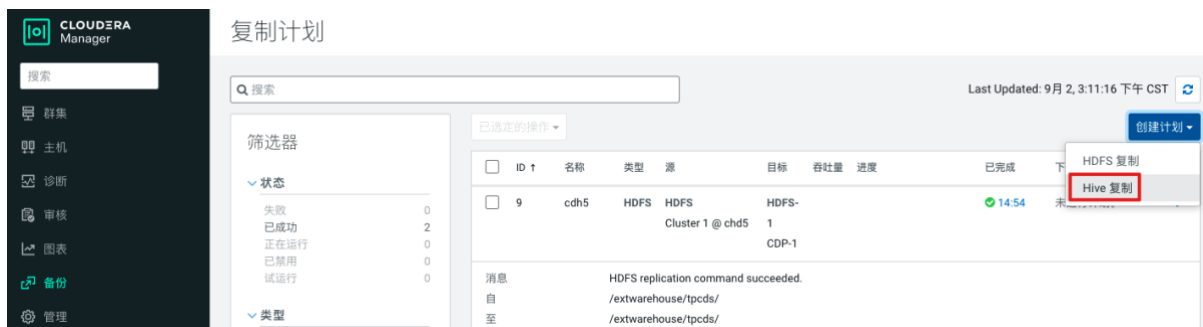 CLOUDERA
Manager
搜索
群集
主机
诊断
审核
图表
备份
管理
复制计划
搜索
Last Updated: 9月 2, 3:11:16 下午 CST
筛选器
状态
失败 0
已成功 2
正在运行 0
已禁用 0
试运行 0
类型
已选定的操作
创建计划
HDFS 复制
Hive 复制
ID ↑ 名称 类型 源 目标 吞吐量 进度 已完成 下
9 cdh5 HDFS HDFS HDFS- 14:54
Cluster 1 @ chd5 1
CDP-1
消息 HDFS replication command succeeded.
自 /extwarehouse/tpcds/
至 /extwarehouse/tpcds/